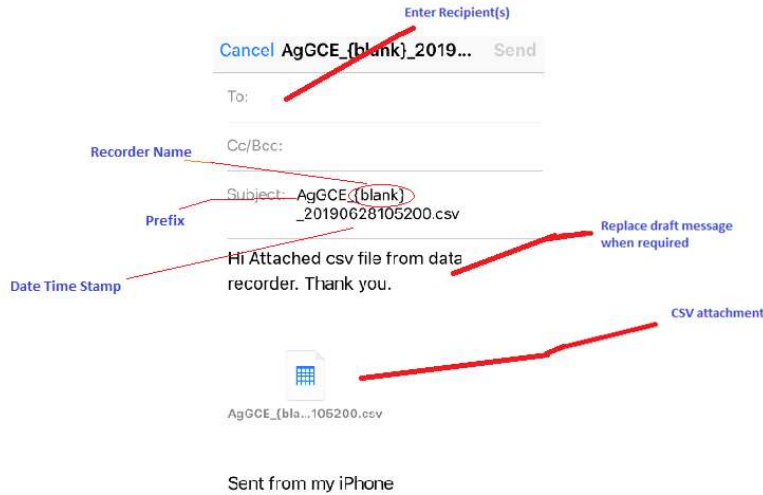 Enter Recipient(s)
Cancel AgGCE_{blank}_2019... Send
To:
Cc/Bcc:
Recorder Name
Subject: AgGCE_{blank}
_20190628105200.csv
Prefix
Replace draft message
when required
Hi Attached csv file from data
recorder. Thank you.
Date Time Stamp
CSV attachment
AgGCE_{bla...105200.csv
Sent from my iPhone